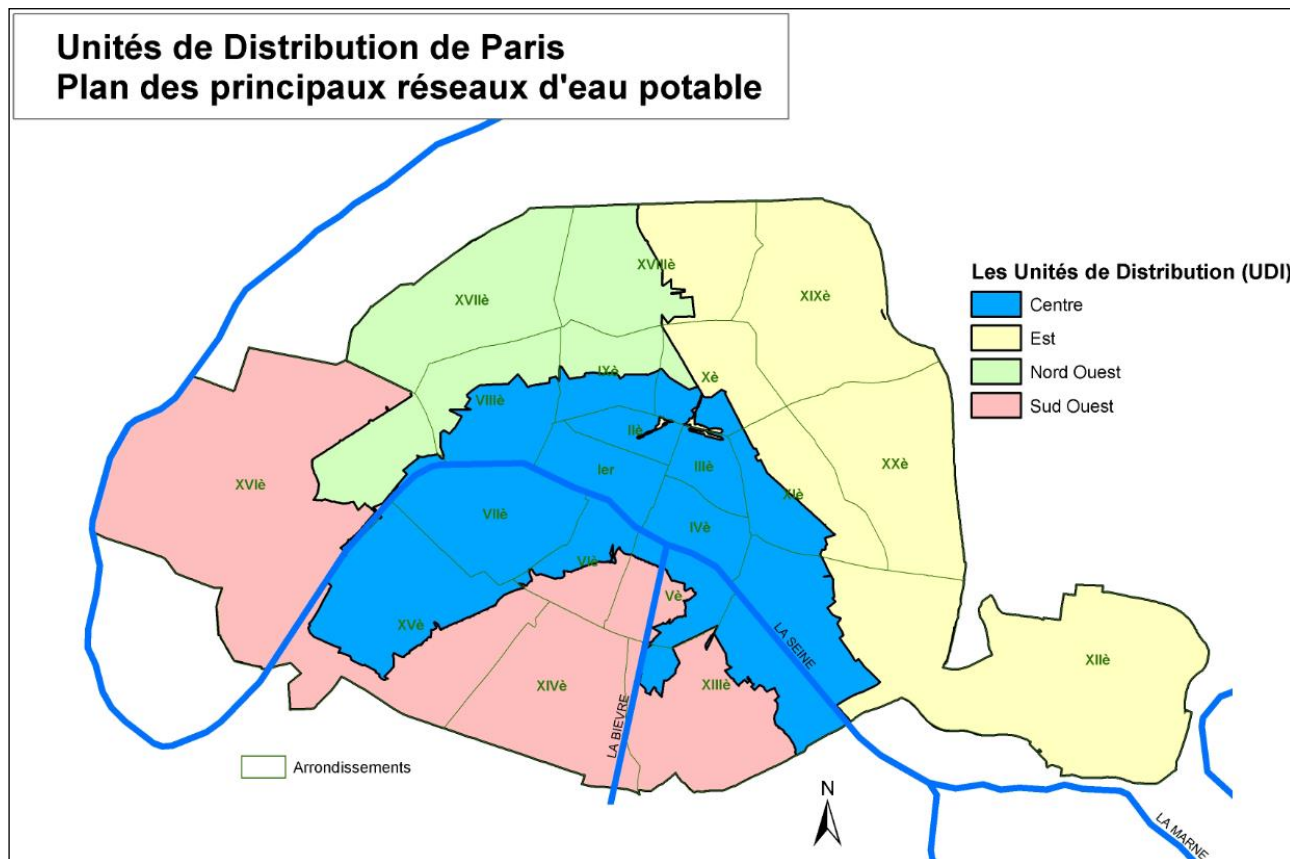 Unités de Distribution de Paris
Plan des principaux réseaux d'eau potable
Les Unités de Distribution (UDI)
Centre
Est
Nord Ouest
Sud Ouest
XVIIIè
XIXè
XVIIè
IXè
Xè
VIIIè
IIè
Ier
IIIè
XXè
XVIè
XIè
VIIè
IVè
VIè
Vè
XVè
LA SEINE
XIIè
XIVè
XIIIè
LA BIEVRE
Arrondissements
N
LA MARNE